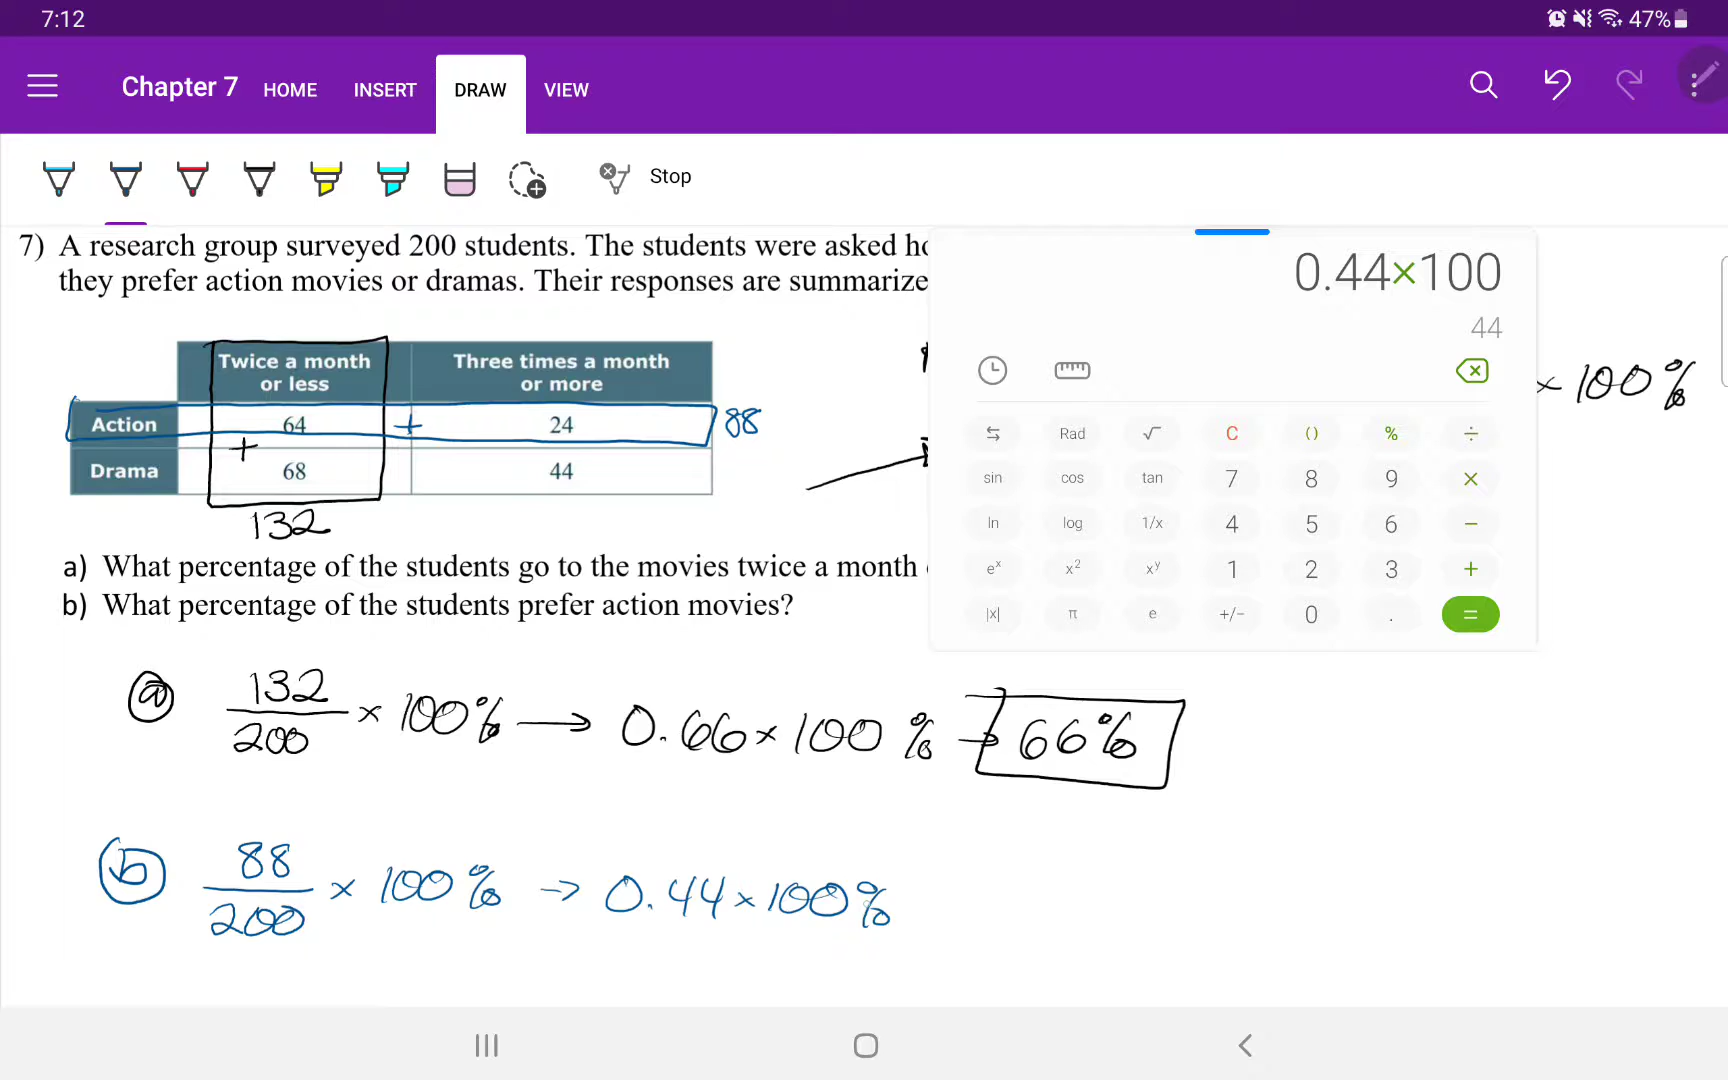 7:12
47%
Chapter 7 HOME INSERT DRAW VIEW
Stop
7) A research group surveyed 200 students. The students were asked
they prefer action movies or dramas. Their responses are
0.44×100
44
Twice a month or less Three times a month or more
Action 64 + 24 88
+
Drama 68 44
132
× 100%
Rad √ C () % ÷
sin cos tan 7 8 9 ×
ln log 1/x 4 5 6 −
eˣ x² xʸ 1 2 3 +
|x| π e +/− 0 . =
a) What percentage of the students go to the movies twice a month
b) What percentage of the students prefer action movies?
ⓐ 132/200 × 100% → 0.66 × 100% → 66%
ⓑ 88/200 × 100% → 0.44 × 100%